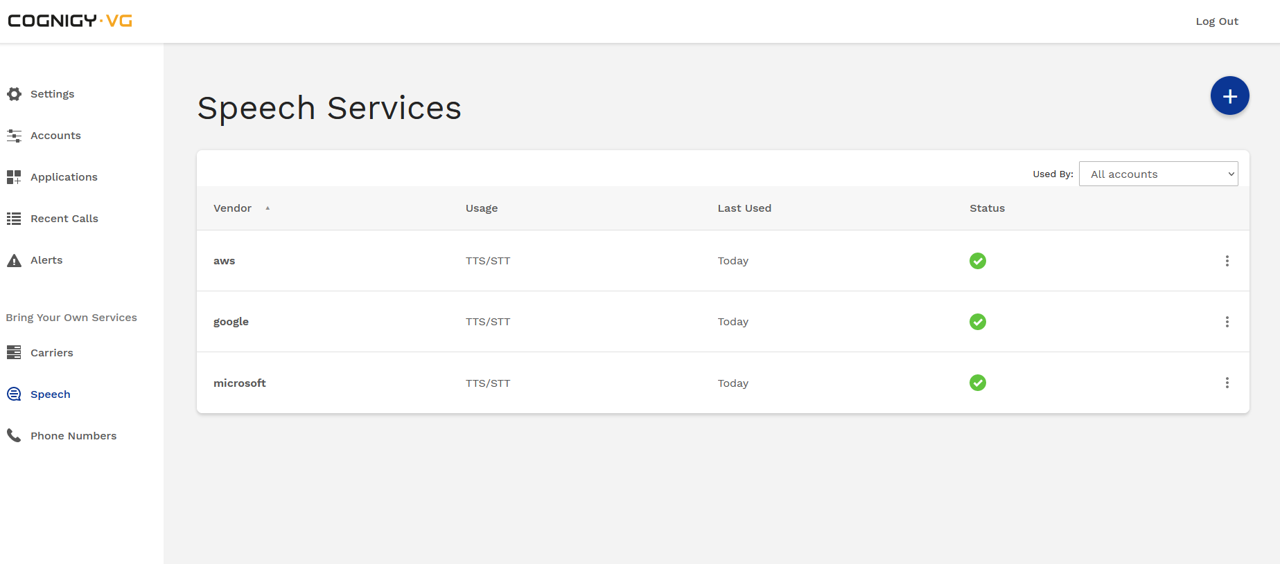 COGNIGY·VG
Log Out
Settings
Accounts
Applications
Recent Calls
Alerts
Bring Your Own Services
Carriers
Speech
Phone Numbers
Speech Services
Used By: All accounts
Vendor Usage Last Used Status
aws TTS/STT Today
google TTS/STT Today
microsoft TTS/STT Today